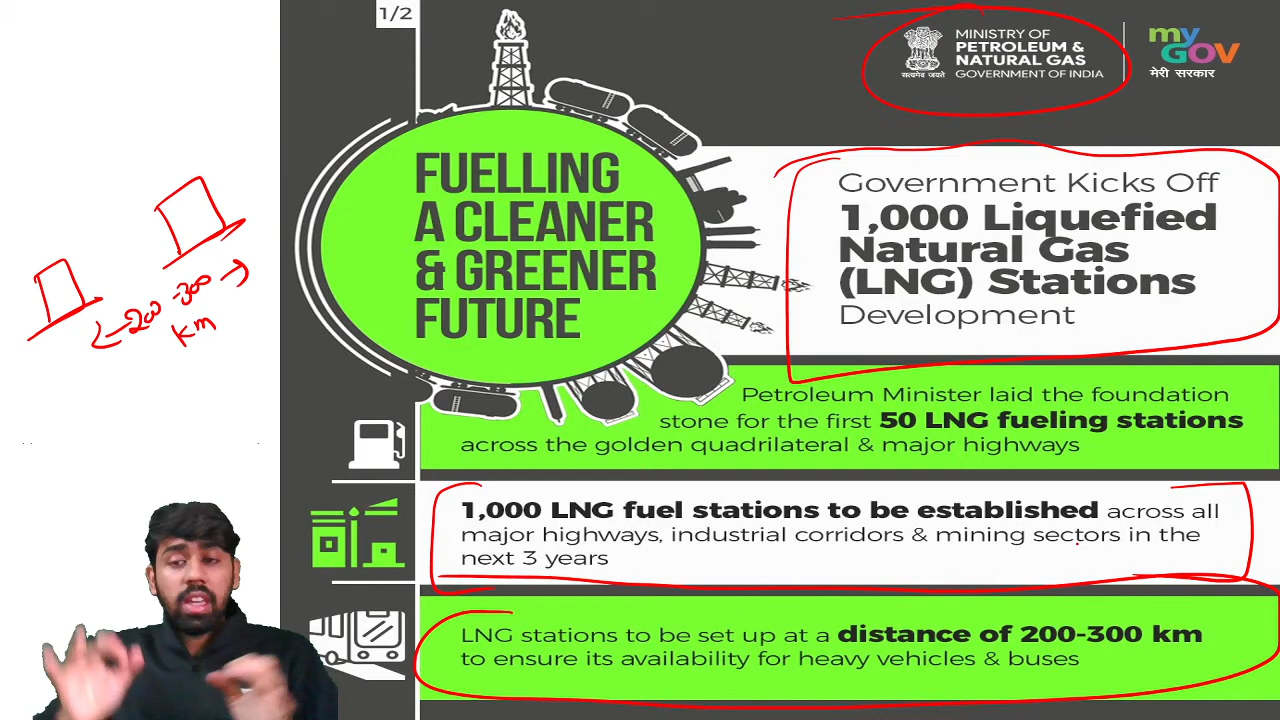 1/2
MINISTRY OF
PETROLEUM &
NATURAL GAS
GOVERNMENT OF INDIA
सत्यमेव जयते
my
GOV
मेरी सरकार
FUELLING
A CLEANER
& GREENER
FUTURE
Government Kicks Off
1,000 Liquefied
Natural Gas
(LNG) Stations
Development
200-300
km
Petroleum Minister laid the foundation
stone for the first 50 LNG fueling stations
across the golden quadrilateral & major highways
1,000 LNG fuel stations to be established across all
major highways, industrial corridors & mining sectors in the
next 3 years
LNG stations to be set up at a distance of 200-300 km
to ensure its availability for heavy vehicles & buses